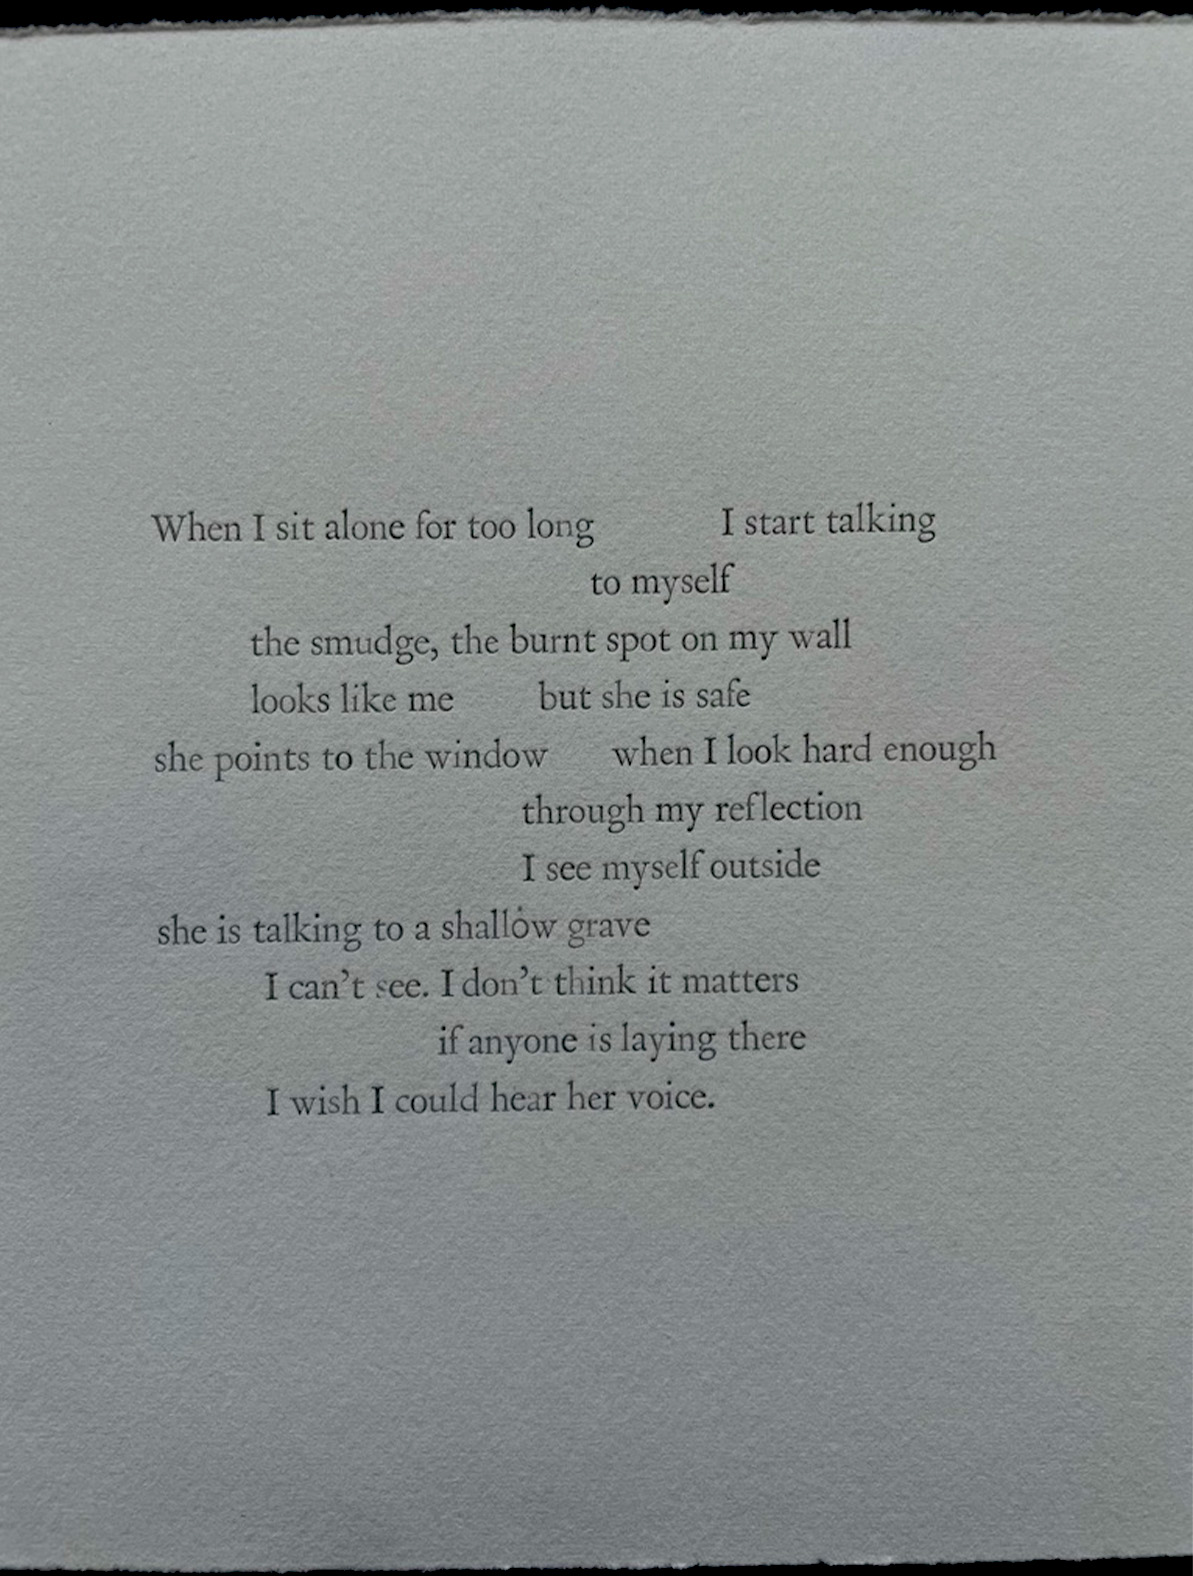 When I sit alone for too long I start talking
to myself
the smudge, the burnt spot on my wall
looks like me but she is safe
she points to the window when I look hard enough
through my reflection
I see myself outside
she is talking to a shallow grave
I can’t see. I don’t think it matters
if anyone is laying there
I wish I could hear her voice.